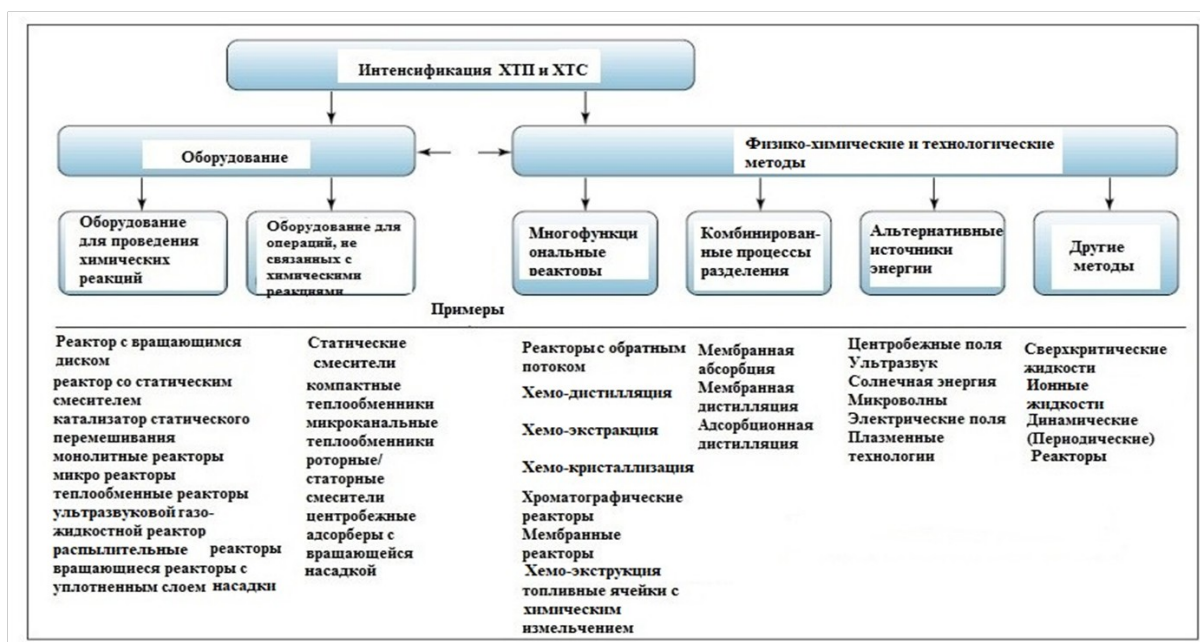 Интенсификация ХТП и ХТС
Оборудование
Физико-химические и технологические
методы
Оборудование
для проведения
химических
реакций
Оборудование для
операций, не
связанных с
химическими
реакциями
Многофункци
ональные
реакторы
Комбинирован-
ные процессы
разделения
Альтернативные
источники
энергии
Другие
методы
Примеры
Реактор с вращающимся
диском
реактор со статическим
смесителем
катализатор статического
перемешивания
монолитные реакторы
микро реакторы
теплообменные реакторы
ультразвуковой газо-
жидкостной реактор
распылительные реакторы
вращающиеся реакторы с
уплотненным слоем насадки
Статические
смесители
компактные
теплообменники
микроканальные
теплообменники
роторные/
статорные
смесители
центробежные
адсорберы с
вращающейся
насадкой
Реакторы с обратным
потоком
Хемо-дистилляция
Хемо-экстракция
Хемо-кристаллизация
Хроматографические
реакторы
Мембранные
реакторы
Хемо-экструкция
топливные ячейки с
химическим
измельчением
Мембранная
абсорбция
Мембранная
дистилляция
Адсорбционная
дистилляция
Центробежные поля
Ультразвук
Солнечная энергия
Микроволны
Электрические поля
Плазменные
технологии
Сверхкритические
жидкости
Ионные
жидкости
Динамические
(Периодические)
Реакторы